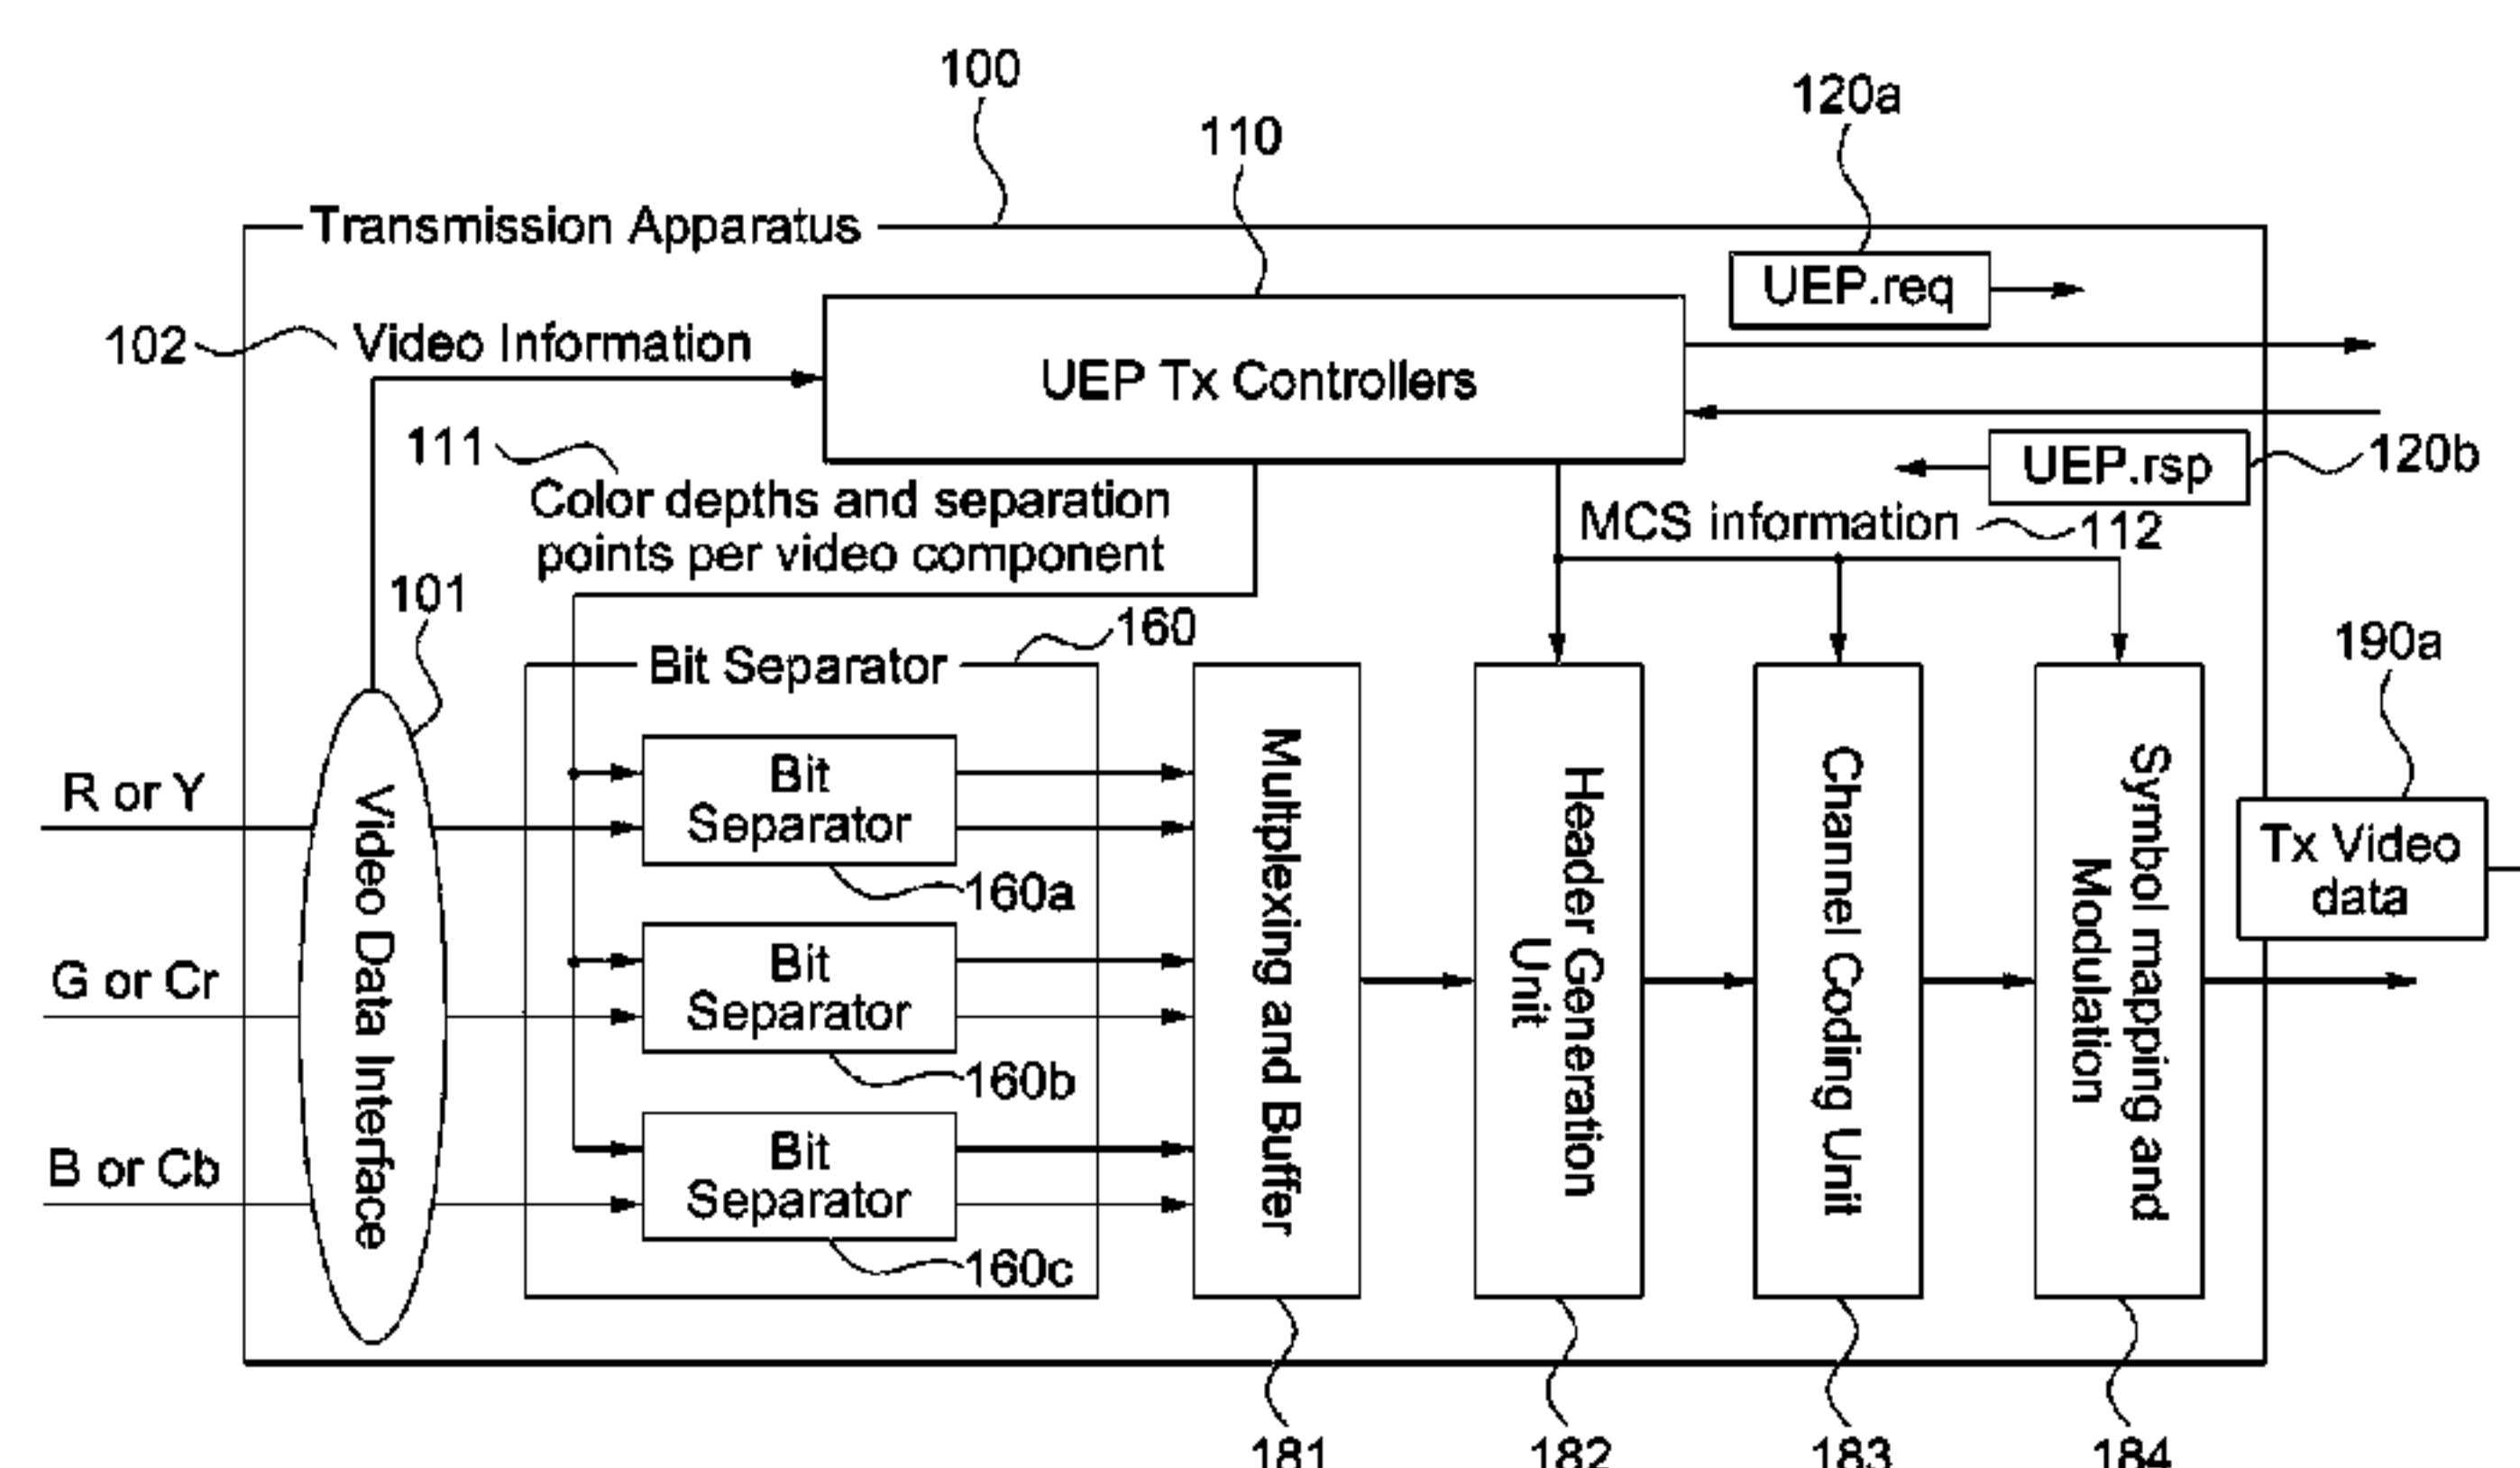 100
120a
110
Transmission Apparatus
UEP.req
102
Video Information
UEP Tx Controllers
111
Color depths and separation
points per video component
UEP.rsp
120b
MCS information
112
101
160
Bit Separator
190a
R or Y
G or Cr
B or Cb
Video Data Interface
Bit
Separator
160a
Bit
Separator
160b
Bit
Separator
160c
Multiplexing and Buffer
Header Generation
Unit
Channel Coding Unit
Symbol mapping and
Modulation
Tx Video
data
181
182
183
184